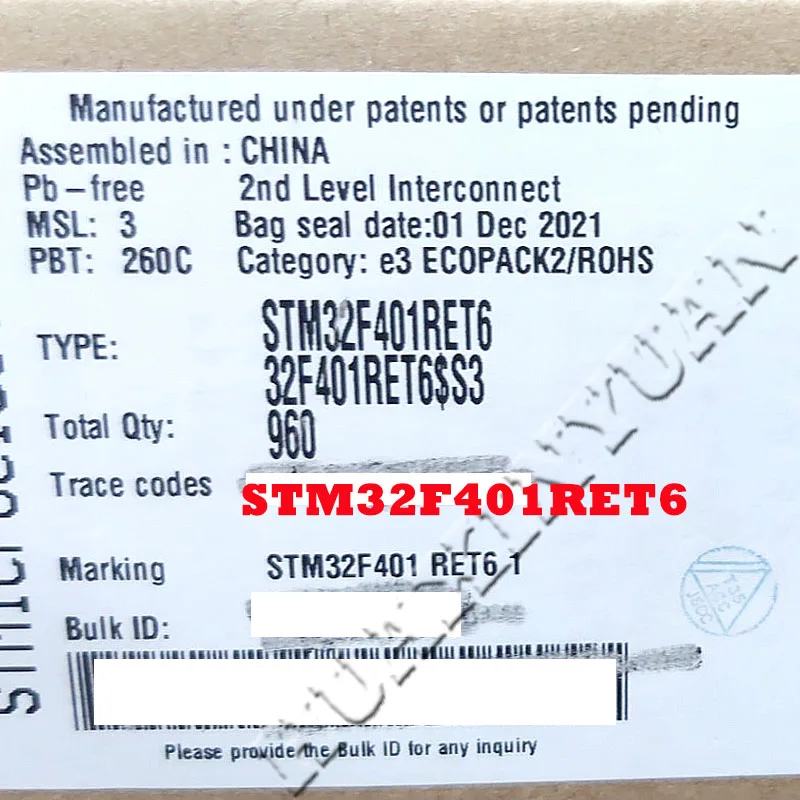 Manufactured under patents or patents pending
Assembled in : CHINA
Pb-free 2nd Level Interconnect
MSL: 3 Bag seal date:01 Dec 2021
PBT: 260C Category: e3 ECOPACK2/ROHS
TYPE: STM32F401RET6
32F401RET6$S3
Total Qty: 960
Trace codes STM32F401RET6
Marking STM32F401 RET6 1
Bulk ID:
Please provide the Bulk ID for any inquiry